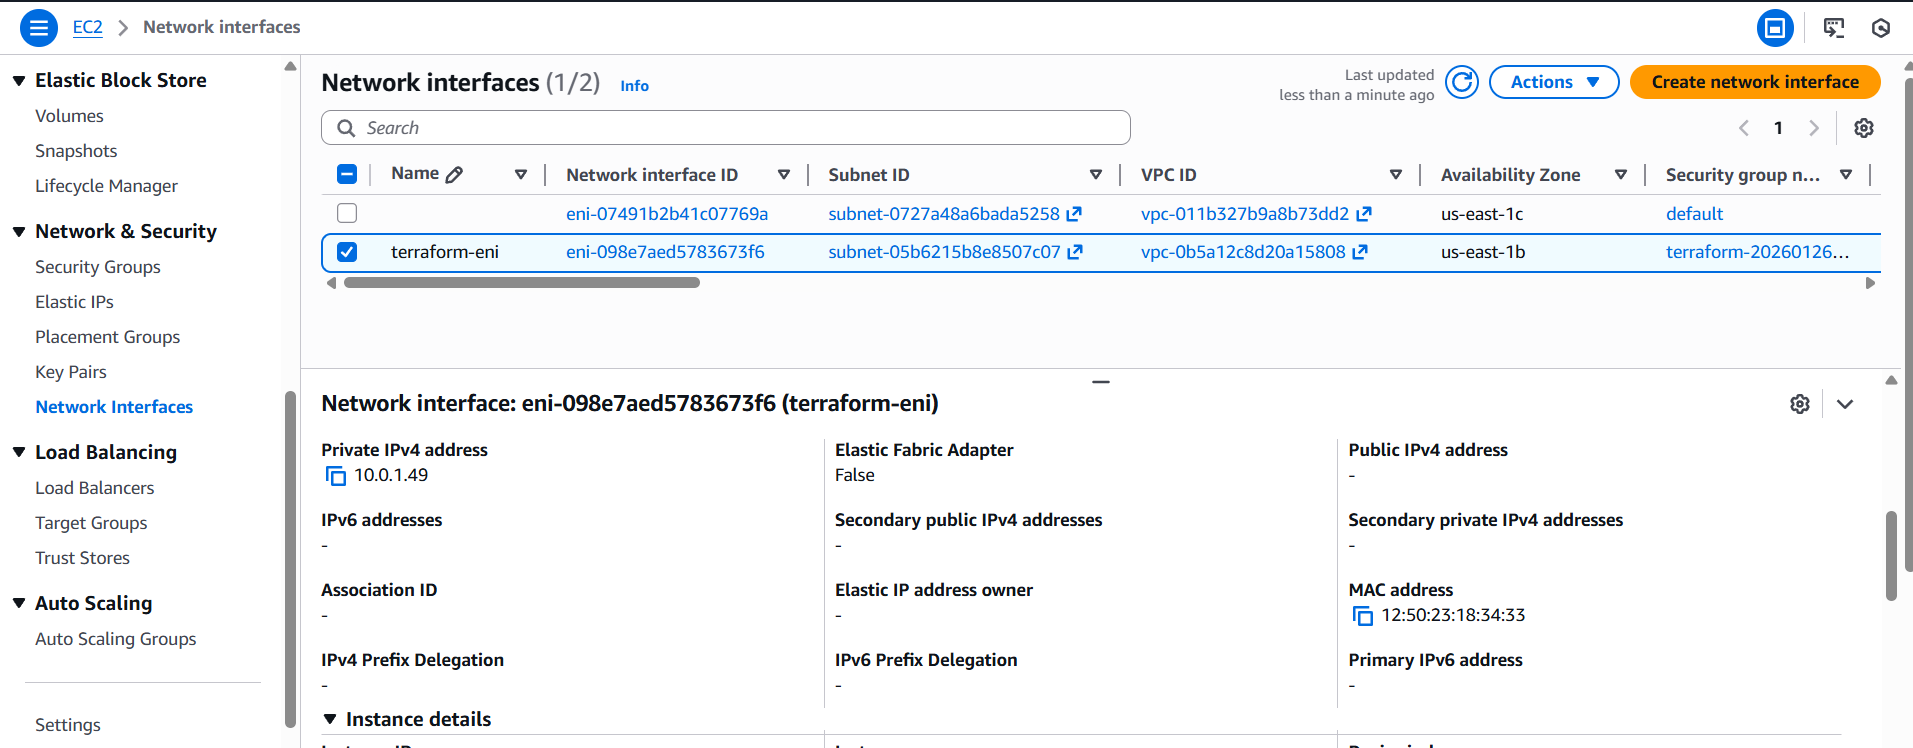 EC2 > Network interfaces
Elastic Block Store
Volumes
Snapshots
Lifecycle Manager
Network & Security
Security Groups
Elastic IPs
Placement Groups
Key Pairs
Network Interfaces
Load Balancing
Load Balancers
Target Groups
Trust Stores
Auto Scaling
Auto Scaling Groups
Settings
Network interfaces (1/2) Info
Last updated
less than a minute ago
Actions
Create network interface
Search
1
Name Network interface ID Subnet ID VPC ID Availability Zone Security group n...
eni-07491b2b41c07769a subnet-0727a48a6bada5258 vpc-011b327b9a8b73dd2 us-east-1c default
terraform-eni eni-098e7aed5783673f6 subnet-05b6215b8e8507c07 vpc-0b5a12c8d20a15808 us-east-1b terraform-20260126...
Network interface: eni-098e7aed5783673f6 (terraform-eni)
Private IPv4 address
10.0.1.49
Elastic Fabric Adapter
False
Public IPv4 address
-
IPv6 addresses
-
Secondary public IPv4 addresses
-
Secondary private IPv4 addresses
-
Association ID
-
Elastic IP address owner
-
MAC address
12:50:23:18:34:33
IPv4 Prefix Delegation
-
IPv6 Prefix Delegation
-
Primary IPv6 address
-
Instance details